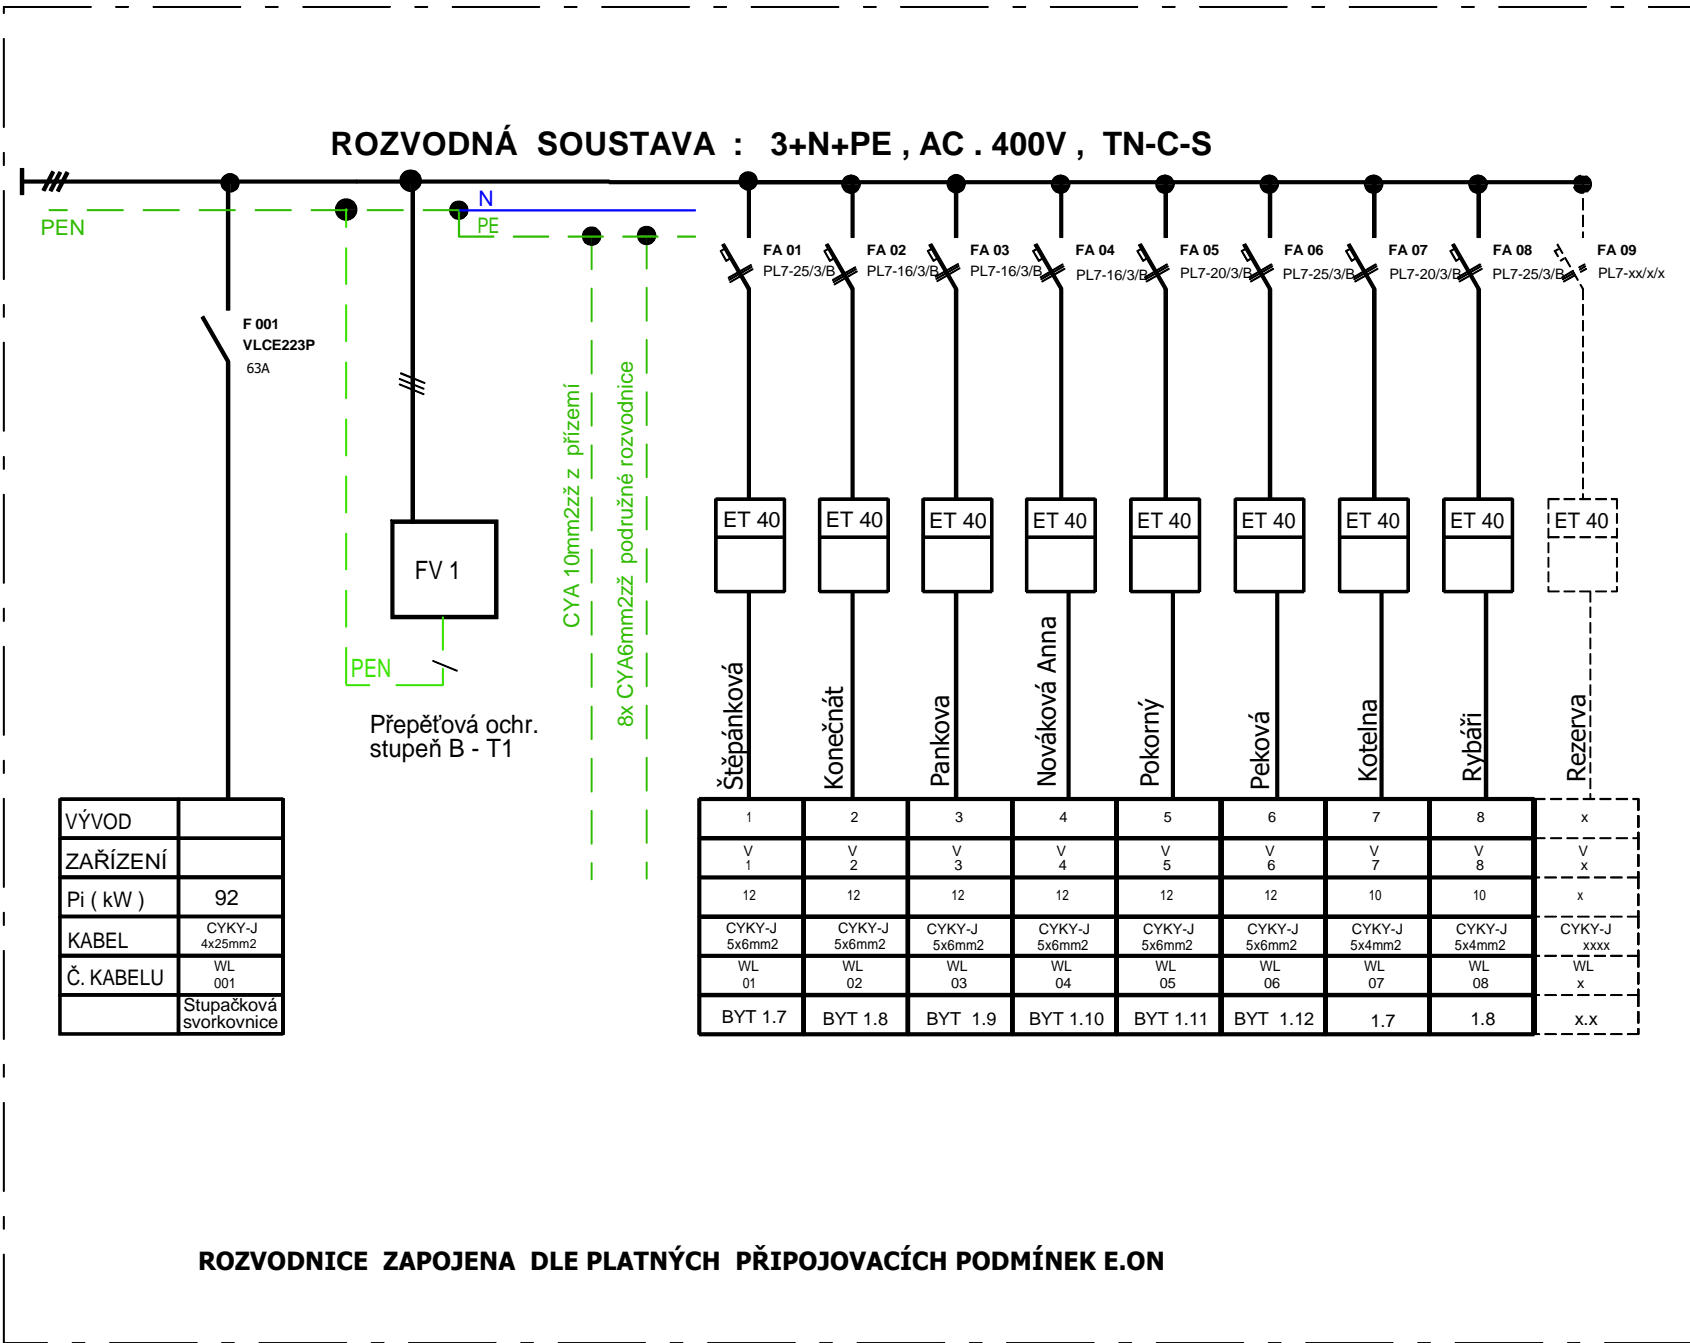 ROZVODNÁ SOUSTAVA : 3+N+PE , AC . 400V , TN-C-S
PEN
N
PE
F 001
VLCE223P
63A
FV 1
PEN
Přepěťová ochr.
stupeň B - T1
CYA 10mm2zž z přízemí
8x CYA6mm2zž podružné rozvodnice
FA 01
PL7-25/3/B
FA 02
PL7-16/3/B
FA 03
PL7-16/3/B
FA 04
PL7-16/3/B
FA 05
PL7-20/3/B
FA 06
PL7-25/3/B
FA 07
PL7-20/3/B
FA 08
PL7-25/3/B
FA 09
PL7-xx/x/x
ET 40 ET 40 ET 40 ET 40 ET 40 ET 40 ET 40 ET 40 ET 40
Štěpánková
Konečnát
Pankova
Nováková Anna
Pokorný
Peková
Kotelna
Rybáři
Rezerva
VÝVOD
ZAŘÍZENÍ
Pi ( kW ) 92
KABEL CYKY-J
4x25mm2
Č. KABELU WL
001
Stupačková
svorkovnice
1 2 3 4 5 6 7 8 x
V V V V V V V V V
1 2 3 4 5 6 7 8 x
12 12 12 12 12 12 10 10 x
CYKY-J CYKY-J CYKY-J CYKY-J CYKY-J CYKY-J CYKY-J CYKY-J CYKY-J
5x6mm2 5x6mm2 5x6mm2 5x6mm2 5x6mm2 5x6mm2 5x4mm2 5x4mm2 xxxx
WL WL WL WL WL WL WL WL WL
01 02 03 04 05 06 07 08 x
BYT 1.7 BYT 1.8 BYT 1.9 BYT 1.10 BYT 1.11 BYT 1.12 1.7 1.8 x.x
ROZVODNICE ZAPOJENA DLE PLATNÝCH PŘIPOJOVACÍCH PODMÍNEK E.ON